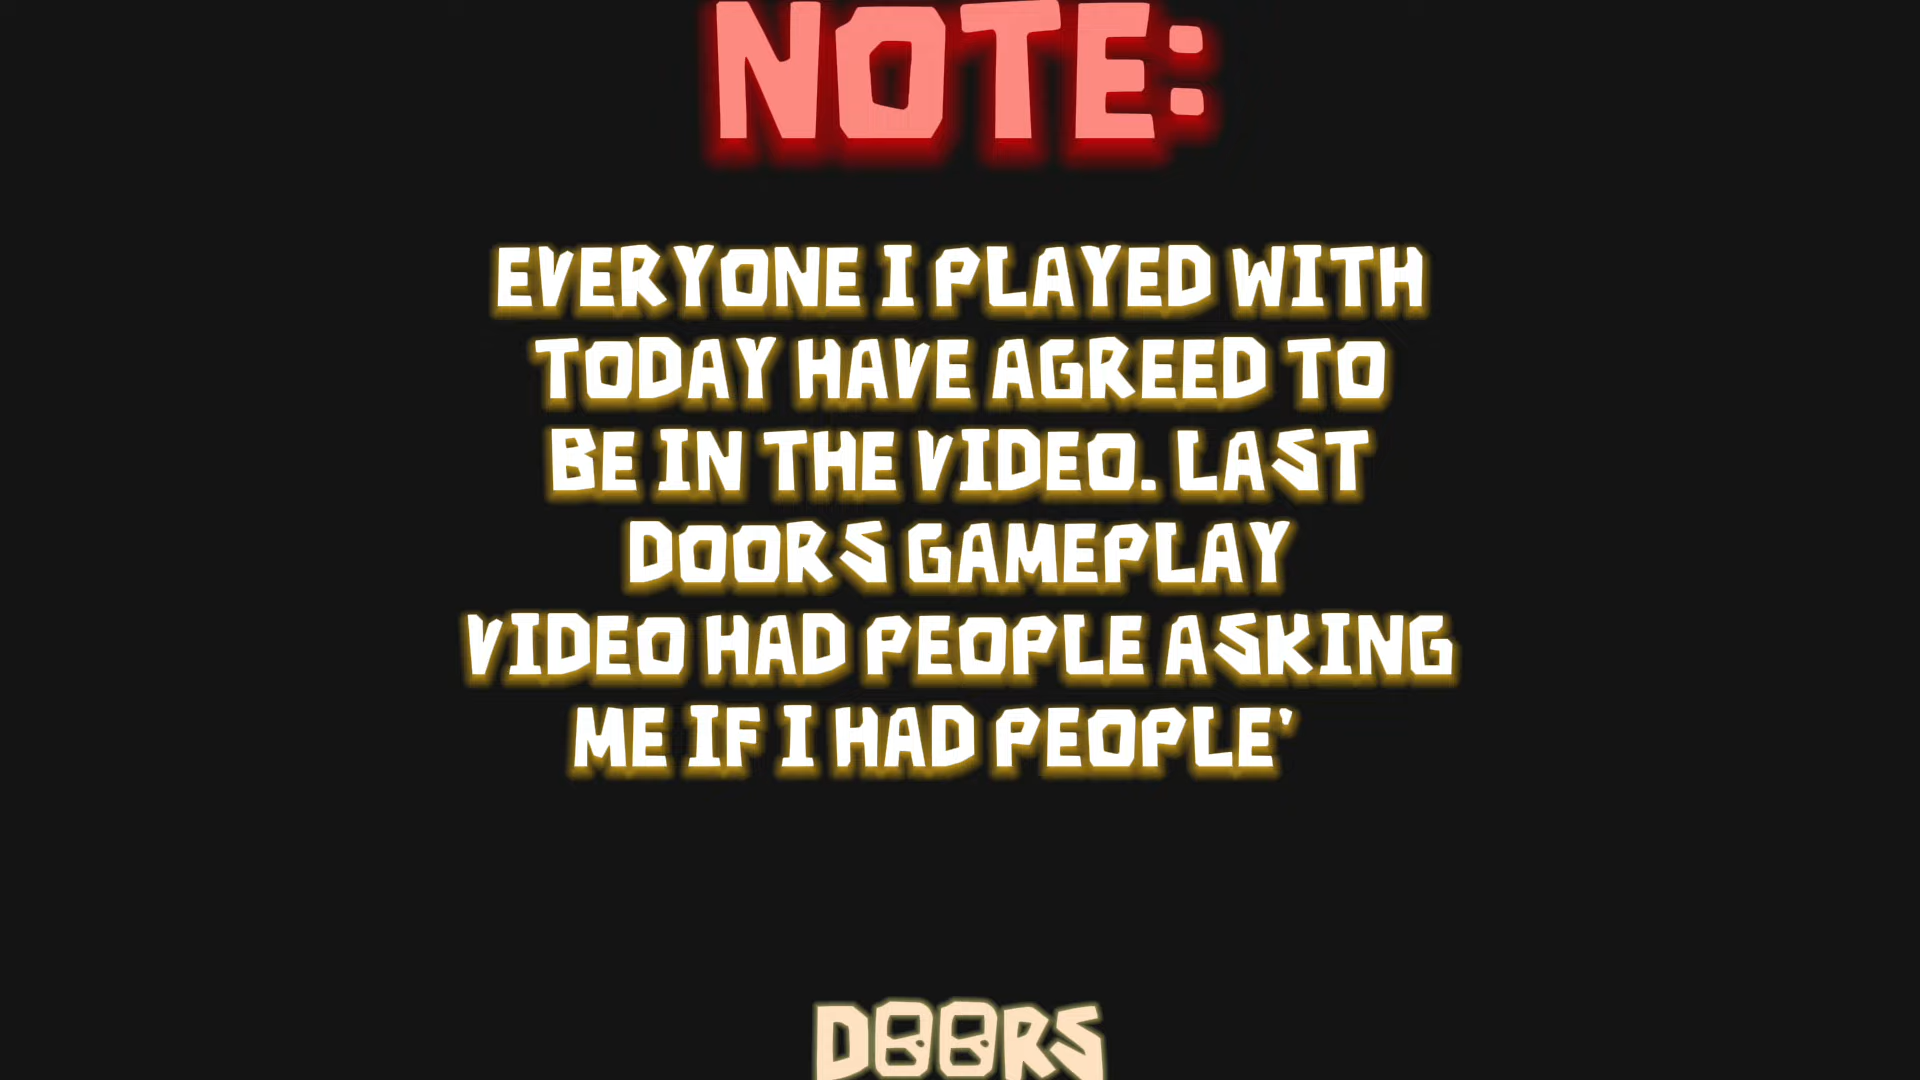 NOTE:
EVERYONE I PLAYED WITH
TODAY HAVE AGREED TO
BE IN THE VIDEO. LAST
DOORS GAMEPLAY
VIDEO HAD PEOPLE ASKING
ME IF I HAD PEOPLE'
DOORS